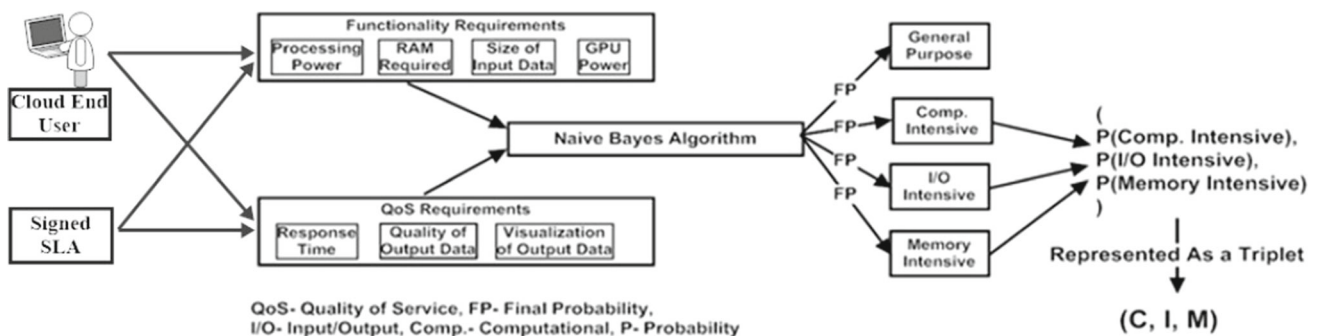 Cloud End
User
Signed
SLA
Functionality Requirements
Processing
Power
RAM
Required
Size of
Input Data
GPU
Power
QoS Requirements
Response
Time
Quality of
Output Data
Visualization
of Output Data
Naive Bayes Algorithm
FP
FP
FP
FP
General
Purpose
Comp.
Intensive
I/O
Intensive
Memory
Intensive
(
P(Comp. Intensive),
P(I/O Intensive),
P(Memory Intensive)
)
Represented As a Triplet
(C, I, M)
QoS- Quality of Service, FP- Final Probability,
I/O- Input/Output, Comp.- Computational, P- Probability